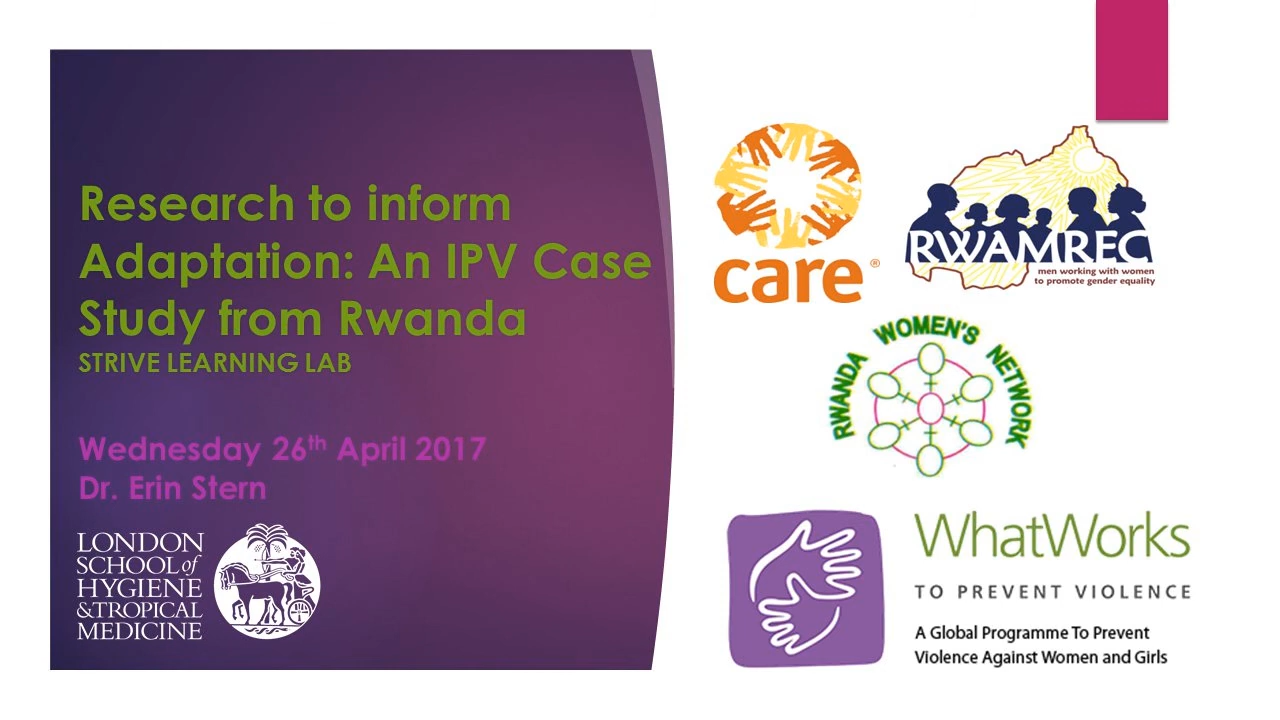 Research to inform
Adaptation: An IPV Case
Study from Rwanda
STRIVE LEARNING LAB
Wednesday 26th April 2017
Dr. Erin Stern
LONDON
SCHOOL of
HYGIENE
&TROPICAL
MEDICINE
care®
RWAMREC
men working with women
to promote gender equality
RWANDA WOMEN'S NETWORK
WhatWorks
TO PREVENT VIOLENCE
A Global Programme To Prevent
Violence Against Women and Girls